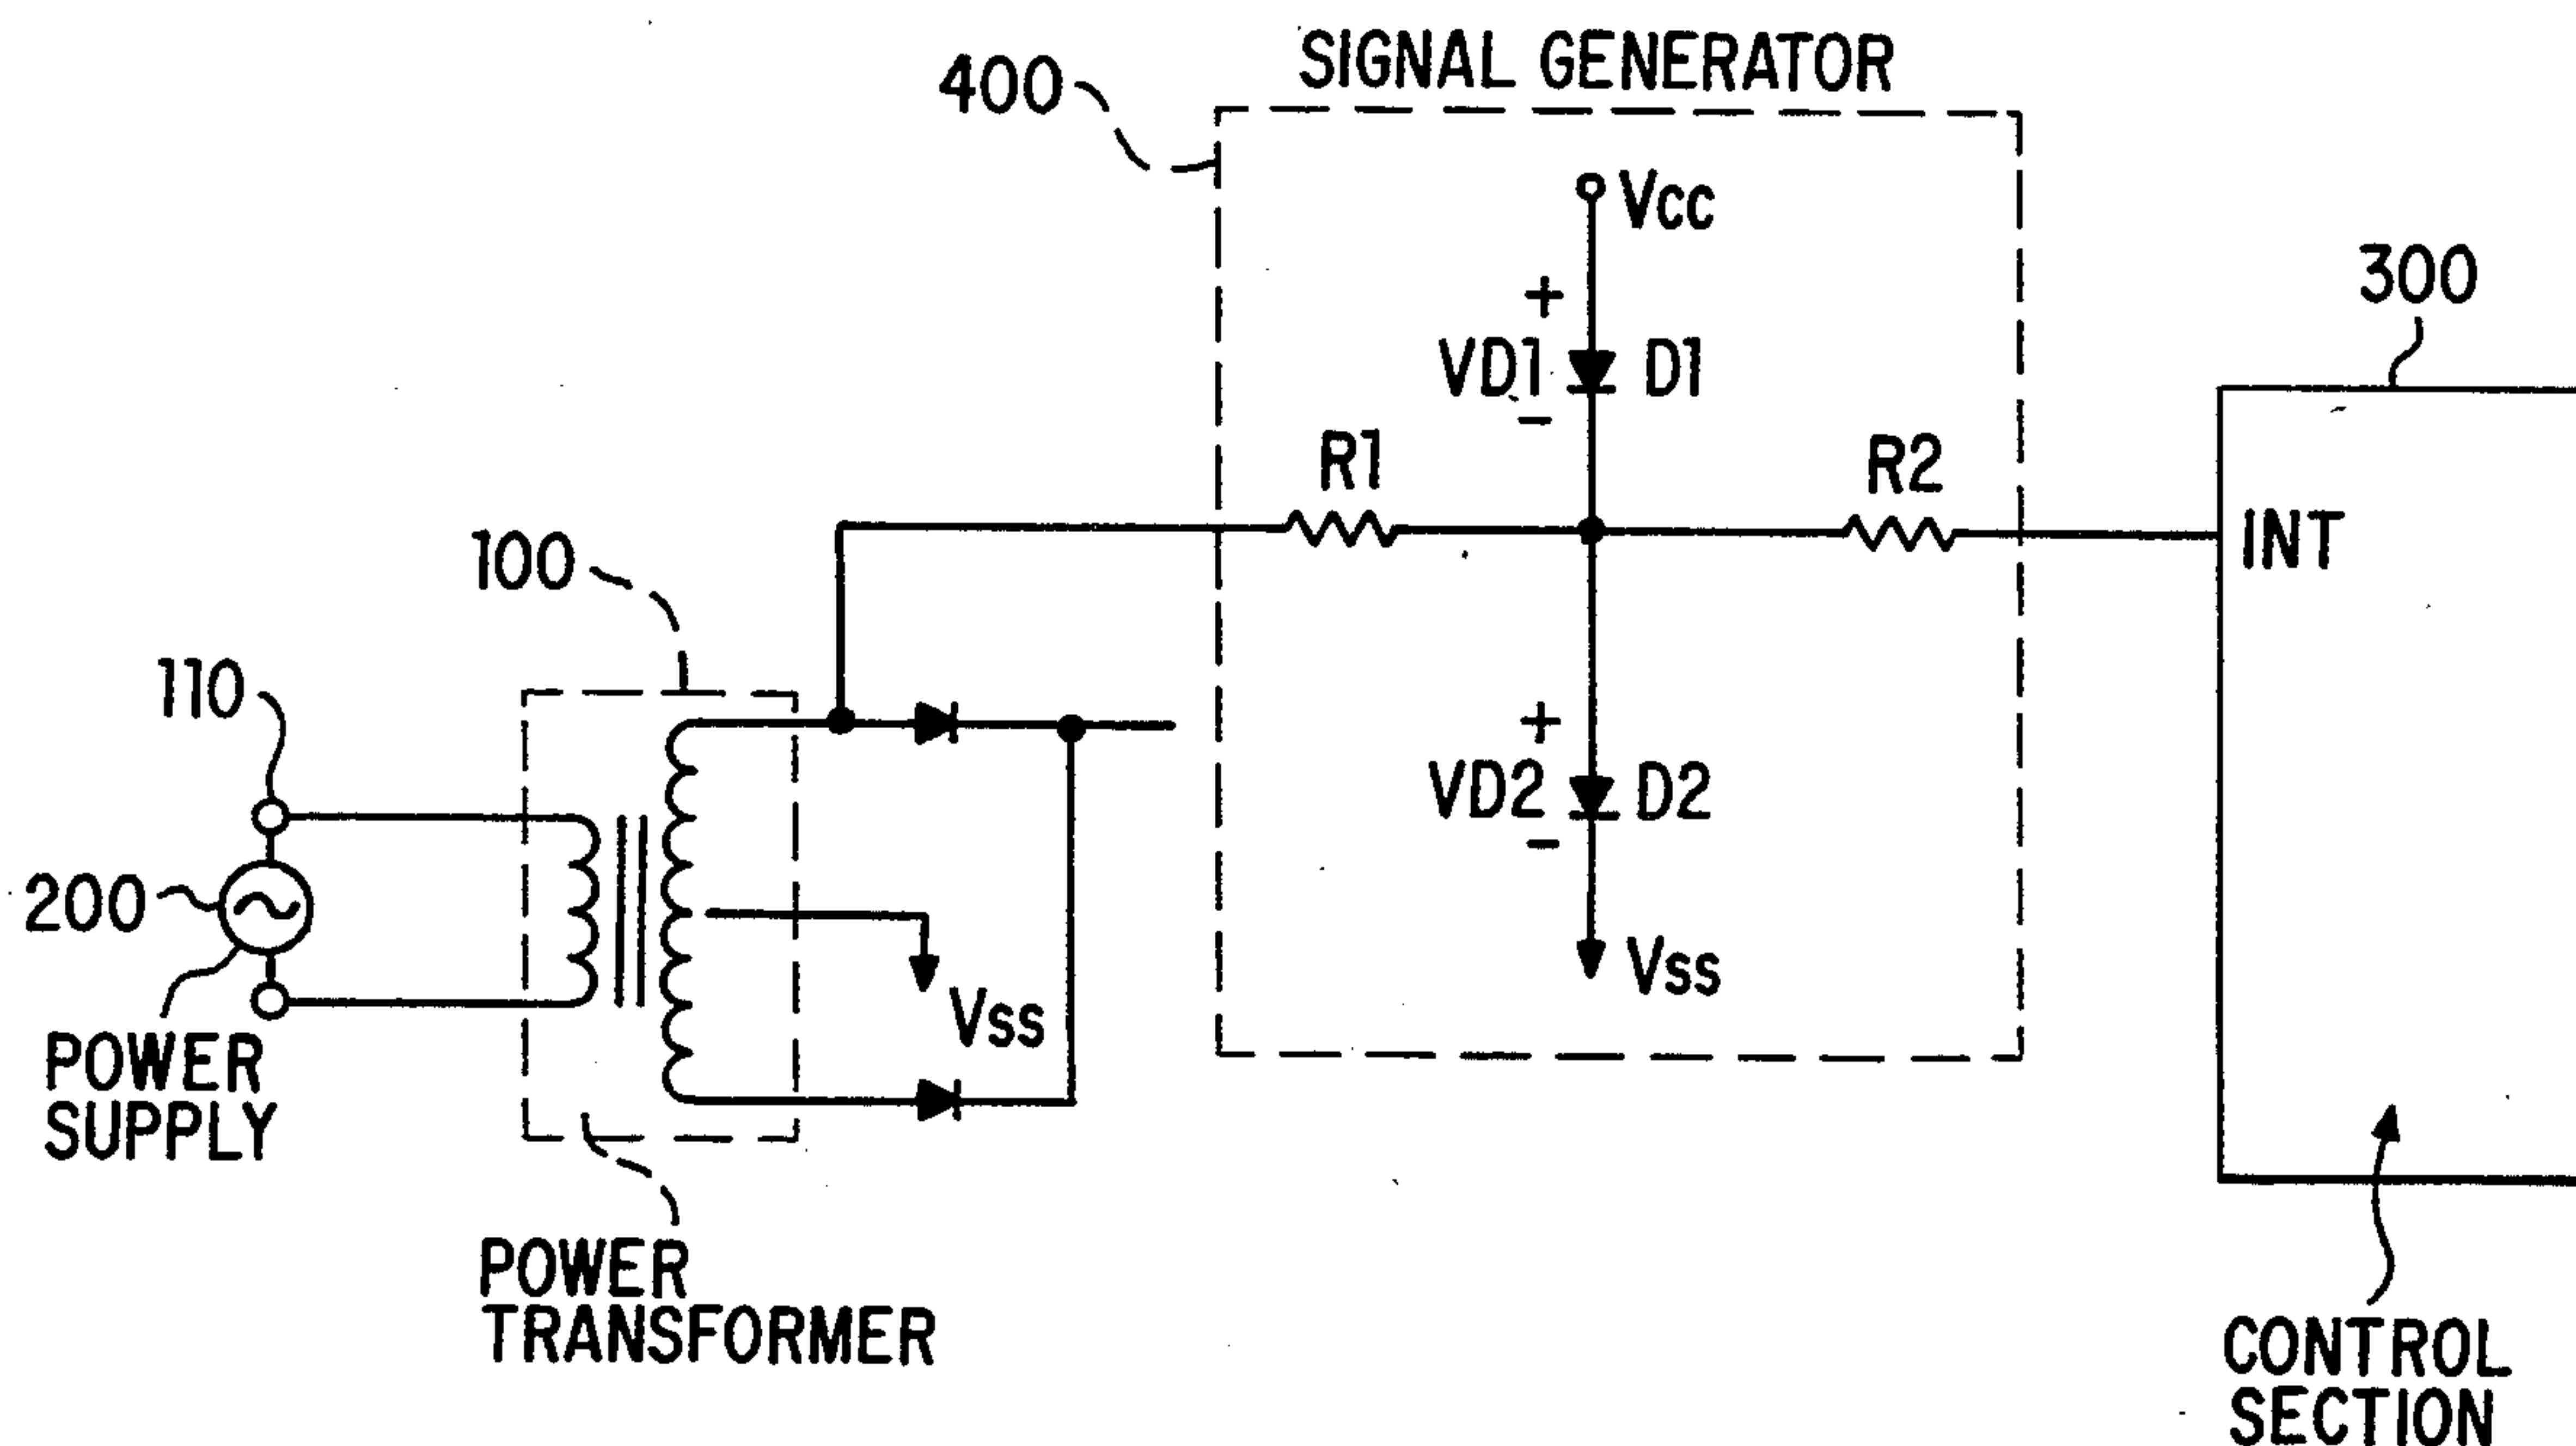 SIGNAL GENERATOR
400
Vcc
300
+
VD1
D1
-
R1
R2
INT
100
110
+
VD2
D2
-
200
Vss
Vss
POWER
SUPPLY
POWER
TRANSFORMER
CONTROL
SECTION